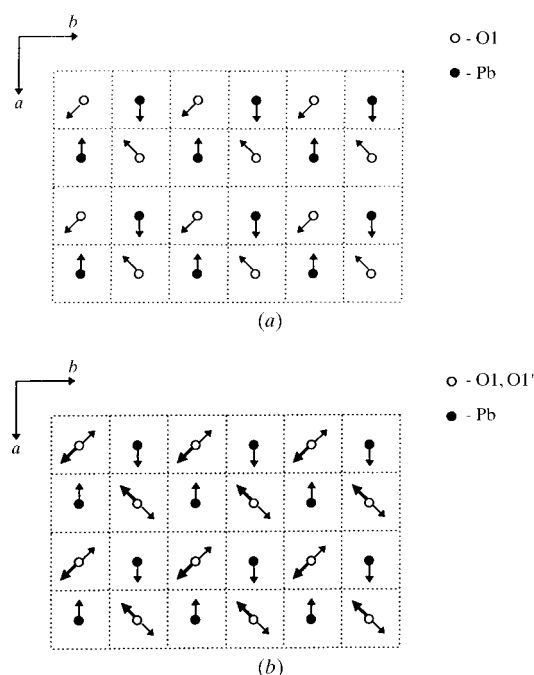 b
○ - O1
a
● - Pb
(a)
b
○ - O1, O1'
a
● - Pb
(b)